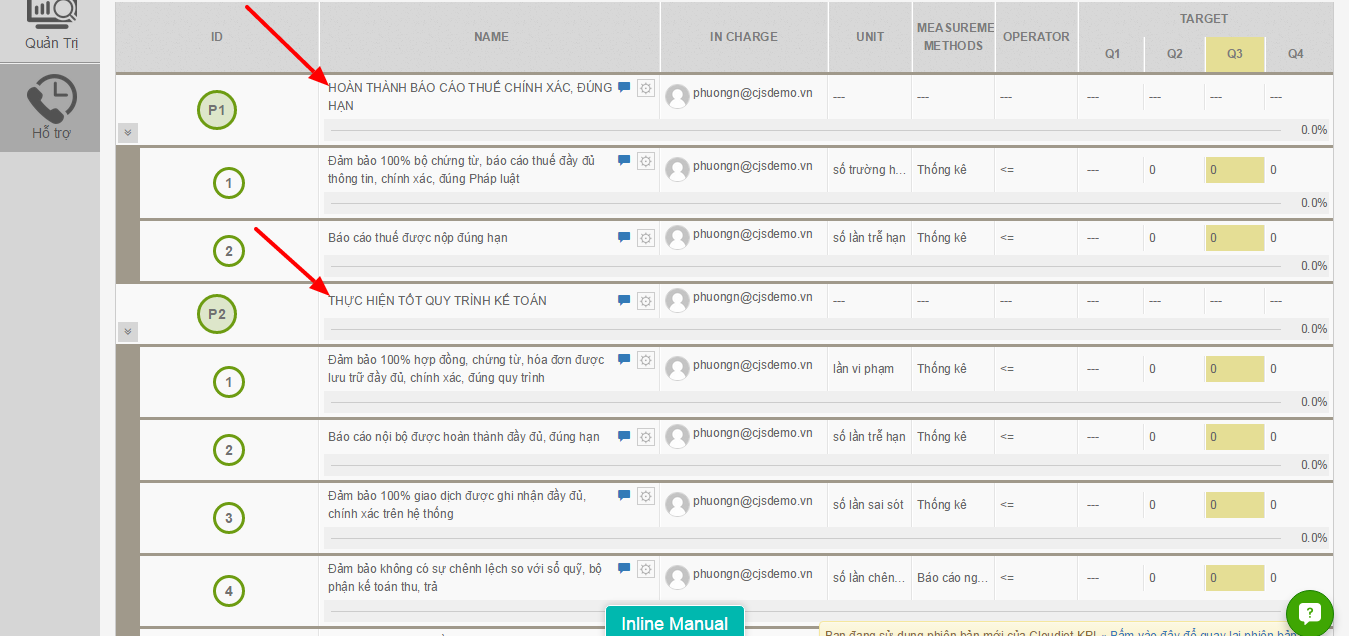 Quản Trị
Hỗ trợ
ID NAME IN CHARGE UNIT MEASUREME METHODS OPERATOR TARGET
Q1 Q2 Q3 Q4
P1 HOÀN THÀNH BÁO CÁO THUẾ CHÍNH XÁC, ĐÚNG HẠN phuongn@cjsdemo.vn --- --- --- --- --- --- ---
0.0%
1 Đảm bảo 100% bộ chứng từ, báo cáo thuế đầy đủ thông tin, chính xác, đúng Pháp luật phuongn@cjsdemo.vn số trường h... Thống kê <= --- 0 0 0
0.0%
2 Báo cáo thuế được nộp đúng hạn phuongn@cjsdemo.vn số lần trễ hạn Thống kê <= --- 0 0 0
0.0%
P2 THỰC HIỆN TỐT QUY TRÌNH KẾ TOÁN phuongn@cjsdemo.vn --- --- --- --- --- --- ---
0.0%
1 Đảm bảo 100% hợp đồng, chứng từ, hóa đơn được lưu trữ đầy đủ, chính xác, đúng quy trình phuongn@cjsdemo.vn lần vi phạm Thống kê <= --- 0 0 0
0.0%
2 Báo cáo nội bộ được hoàn thành đầy đủ, đúng hạn phuongn@cjsdemo.vn số lần trễ hạn Thống kê <= --- 0 0 0
0.0%
3 Đảm bảo 100% giao dịch được ghi nhận đầy đủ, chính xác trên hệ thống phuongn@cjsdemo.vn số lần sai sót Thống kê <= --- 0 0 0
0.0%
4 Đảm bảo không có sự chênh lệch so với sổ quỹ, bộ phận kế toán thu, trả phuongn@cjsdemo.vn số lần chên... Báo cáo ng... <= --- 0 0 0
Inline Manual
Bạn đang sử dụng phiên bản mới của Cloudjet KPI - Bấm vào đây để quay lại phiên bản